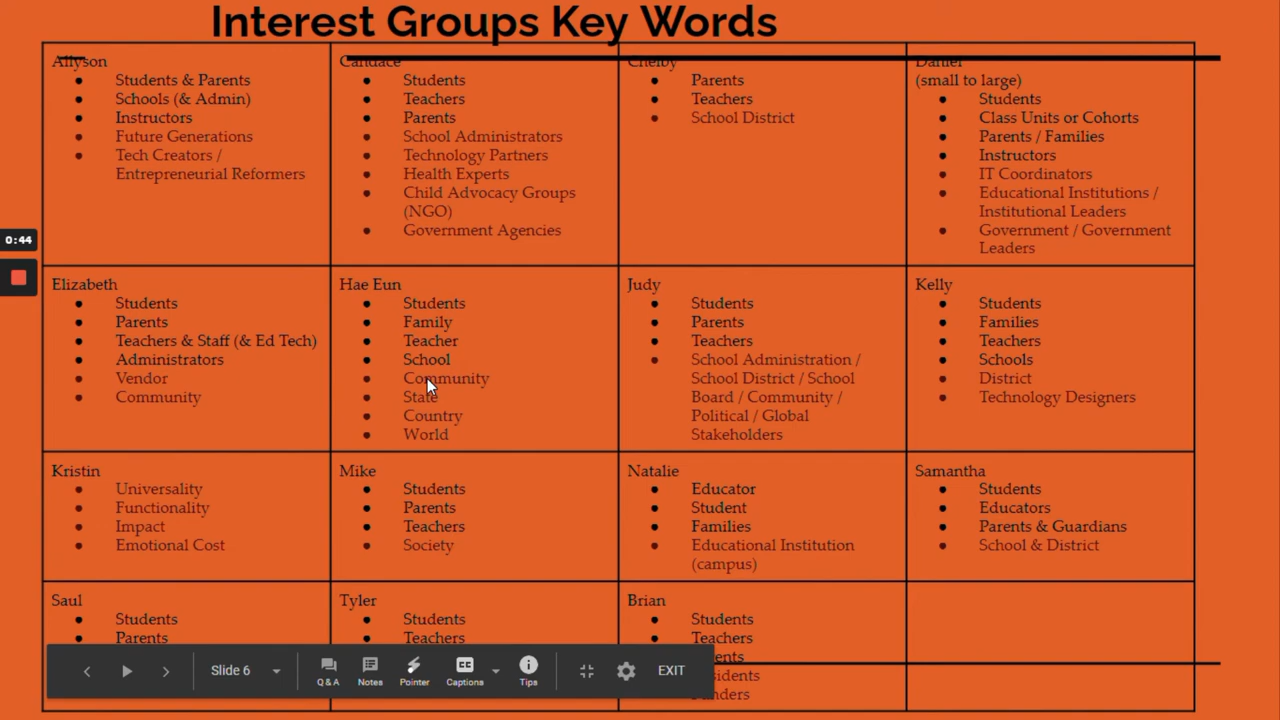 Interest Groups Key Words
Allyson
Students & Parents
Schools (& Admin)
Instructors
Future Generations
Tech Creators /
Entrepreneurial Reformers
Candace
Students
Teachers
Parents
School Administrators
Technology Partners
Health Experts
Child Advocacy Groups
(NGO)
Government Agencies
Chelby
Parents
Teachers
School District
Daniel
(small to large)
Students
Class Units or Cohorts
Parents / Families
Instructors
IT Coordinators
Educational Institutions /
Institutional Leaders
Government / Government
Leaders
0:44
Elizabeth
Students
Parents
Teachers & Staff (& Ed Tech)
Administrators
Vendor
Community
Hae Eun
Students
Family
Teacher
School
Community
State
Country
World
Judy
Students
Parents
Teachers
School Administration /
School District / School
Board / Community /
Political / Global
Stakeholders
Kelly
Students
Families
Teachers
Schools
District
Technology Designers
Kristin
Universality
Functionality
Impact
Emotional Cost
Mike
Students
Parents
Teachers
Society
Natalie
Educator
Student
Families
Educational Institution
(campus)
Samantha
Students
Educators
Parents & Guardians
School & District
Saul
Students
Parents
Tyler
Students
Teachers
Brian
Students
Teachers
Slide 6
Q & A
Notes
Pointer
Captions
Tips
EXIT